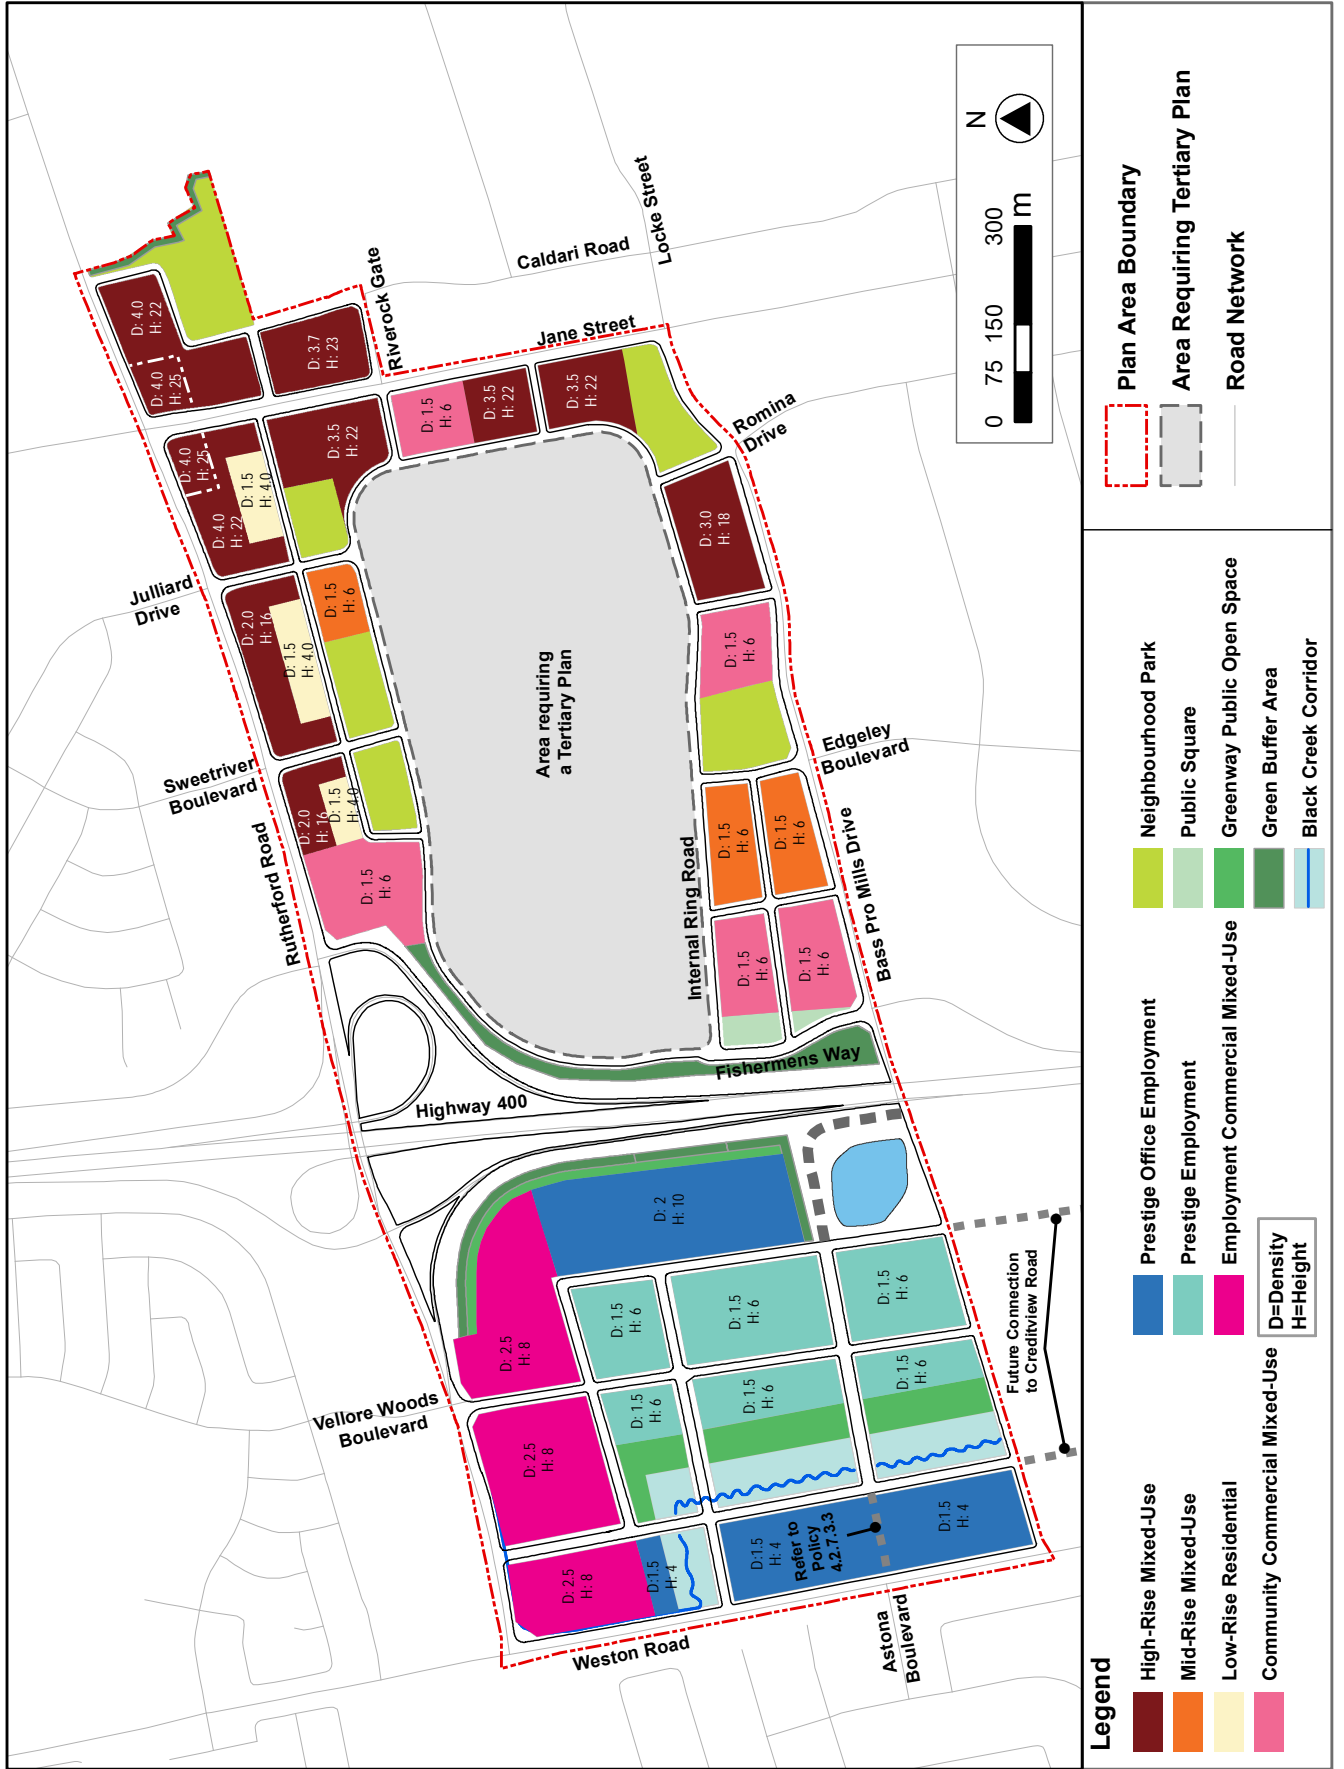 Rutherford Road
Sweetriver
Boulevard
Julliard
Drive
Riverock Gate
Caldari Road
Locke Street
Jane Street
Romina
Drive
Edgeley
Boulevard
Bass Pro Mills Drive
Internal Ring Road
Fishermens Way
Highway 400
Vellore Woods
Boulevard
Weston Road
Astona
Boulevard
Future Connection
to Creditview Road
Refer to
Policy
4.2.7.3.3
Area requiring
a Tertiary Plan
D: 2.5
H: 8
D: 2.5
H: 8
D: 2.5
H: 8
D:1.5
H: 4
D:1.5
H: 4
D:1.5
H: 4
D: 1.5
H: 6
D: 1.5
H: 6
D: 1.5
H: 6
D: 1.5
H: 6
D: 1.5
H: 6
D: 1.5
H: 6
D: 2
H: 10
D: 1.5
H: 6
D: 2.0
H: 16
D: 1.5
H: 4.0
D: 2.0
H: 16
D: 1.5
H: 4.0
D: 1.5
H: 6
D: 4.0
H: 22
D: 4.0
H: 25
D: 1.5
H: 4.0
D: 3.5
H: 22
D: 4.0
H: 25
D: 4.0
H: 22
D: 3.7
H: 23
D: 1.5
H: 6
D: 3.5
H: 22
D: 3.5
H: 22
D: 3.0
H: 18
D: 1.5
H: 6
D: 1.5
H: 6
D: 1.5
H: 6
D: 1.5
H: 6
D: 1.5
H: 6
N
0 75 150 300
m
Legend
High-Rise Mixed-Use
Mid-Rise Mixed-Use
Low-Rise Residential
Community Commercial Mixed-Use
Prestige Office Employment
Prestige Employment
Employment Commercial Mixed-Use
D=Density
H=Height
Neighbourhood Park
Public Square
Greenway Public Open Space
Green Buffer Area
Black Creek Corridor
Plan Area Boundary
Area Requiring Tertiary Plan
Road Network